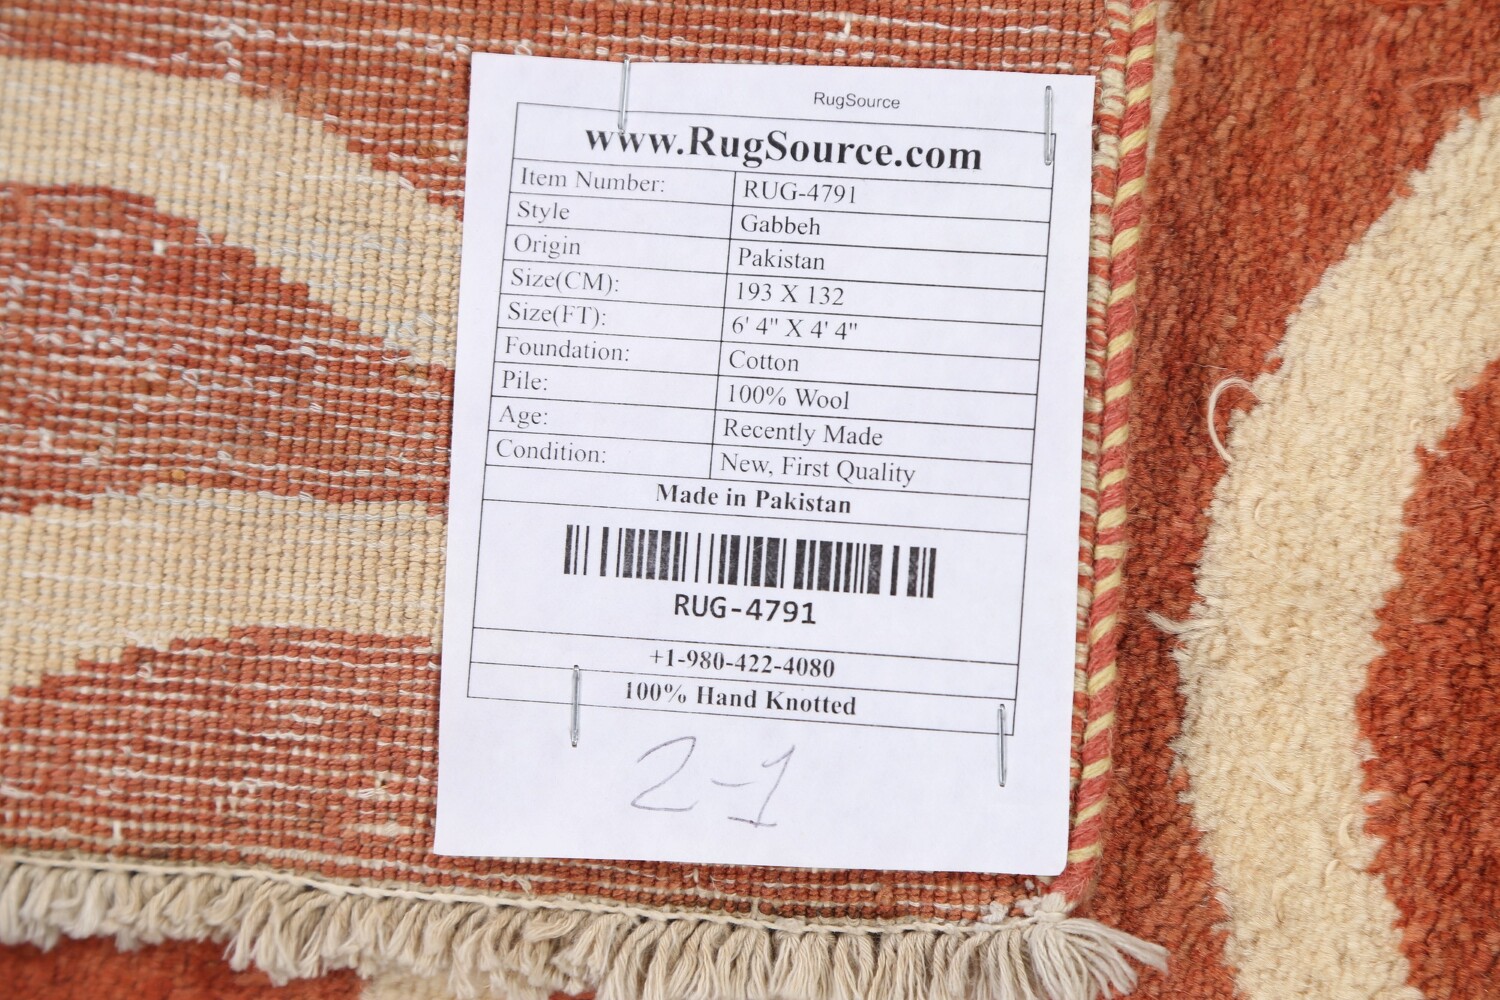 RugSource
www.RugSource.com
Item Number: RUG-4791
Style Gabbeh
Origin Pakistan
Size(CM): 193 X 132
Size(FT): 6' 4" X 4' 4"
Foundation: Cotton
Pile: 100% Wool
Age: Recently Made
Condition: New, First Quality
Made in Pakistan
RUG-4791
+1-980-422-4080
100% Hand Knotted
2-1